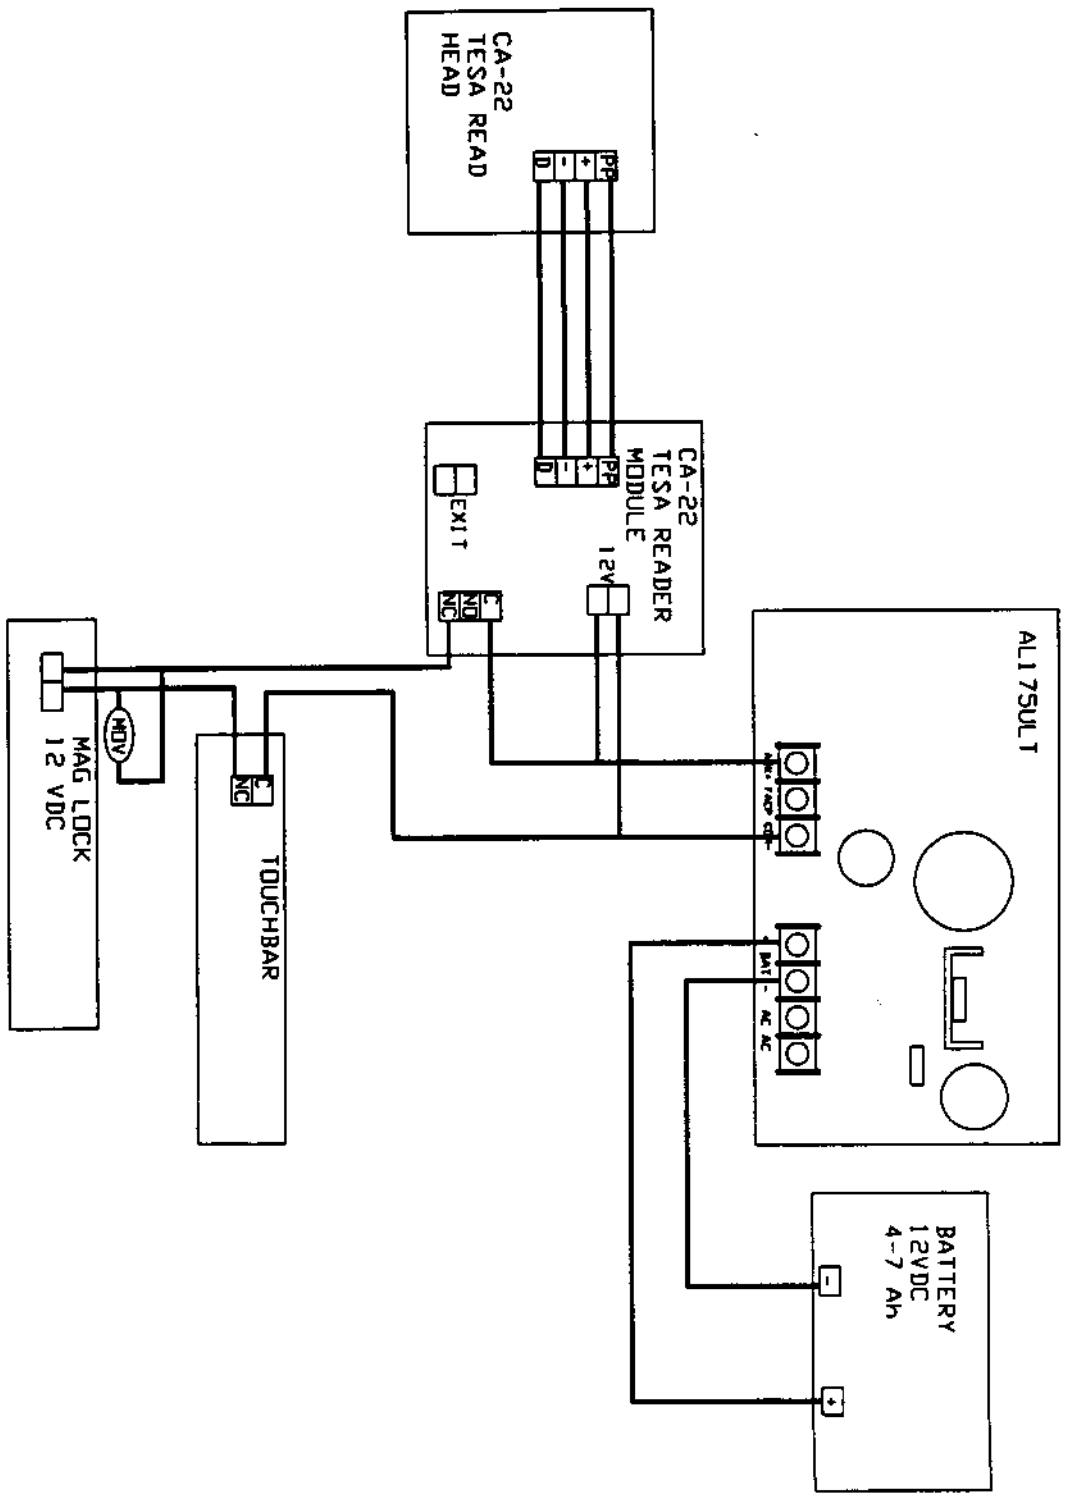 CA-22
TESA READ
HEAD
D - + PP
CA-22
TESA READER
MODULE
D - + PP
EXIT
12V
NC NO C
AL175ULT
FACP
+ BAT - AC AC
MAG LOCK
12 VDC
MOV
NC C
TOUCHBAR
BATTERY
12VDC
4-7 Ah
-
+